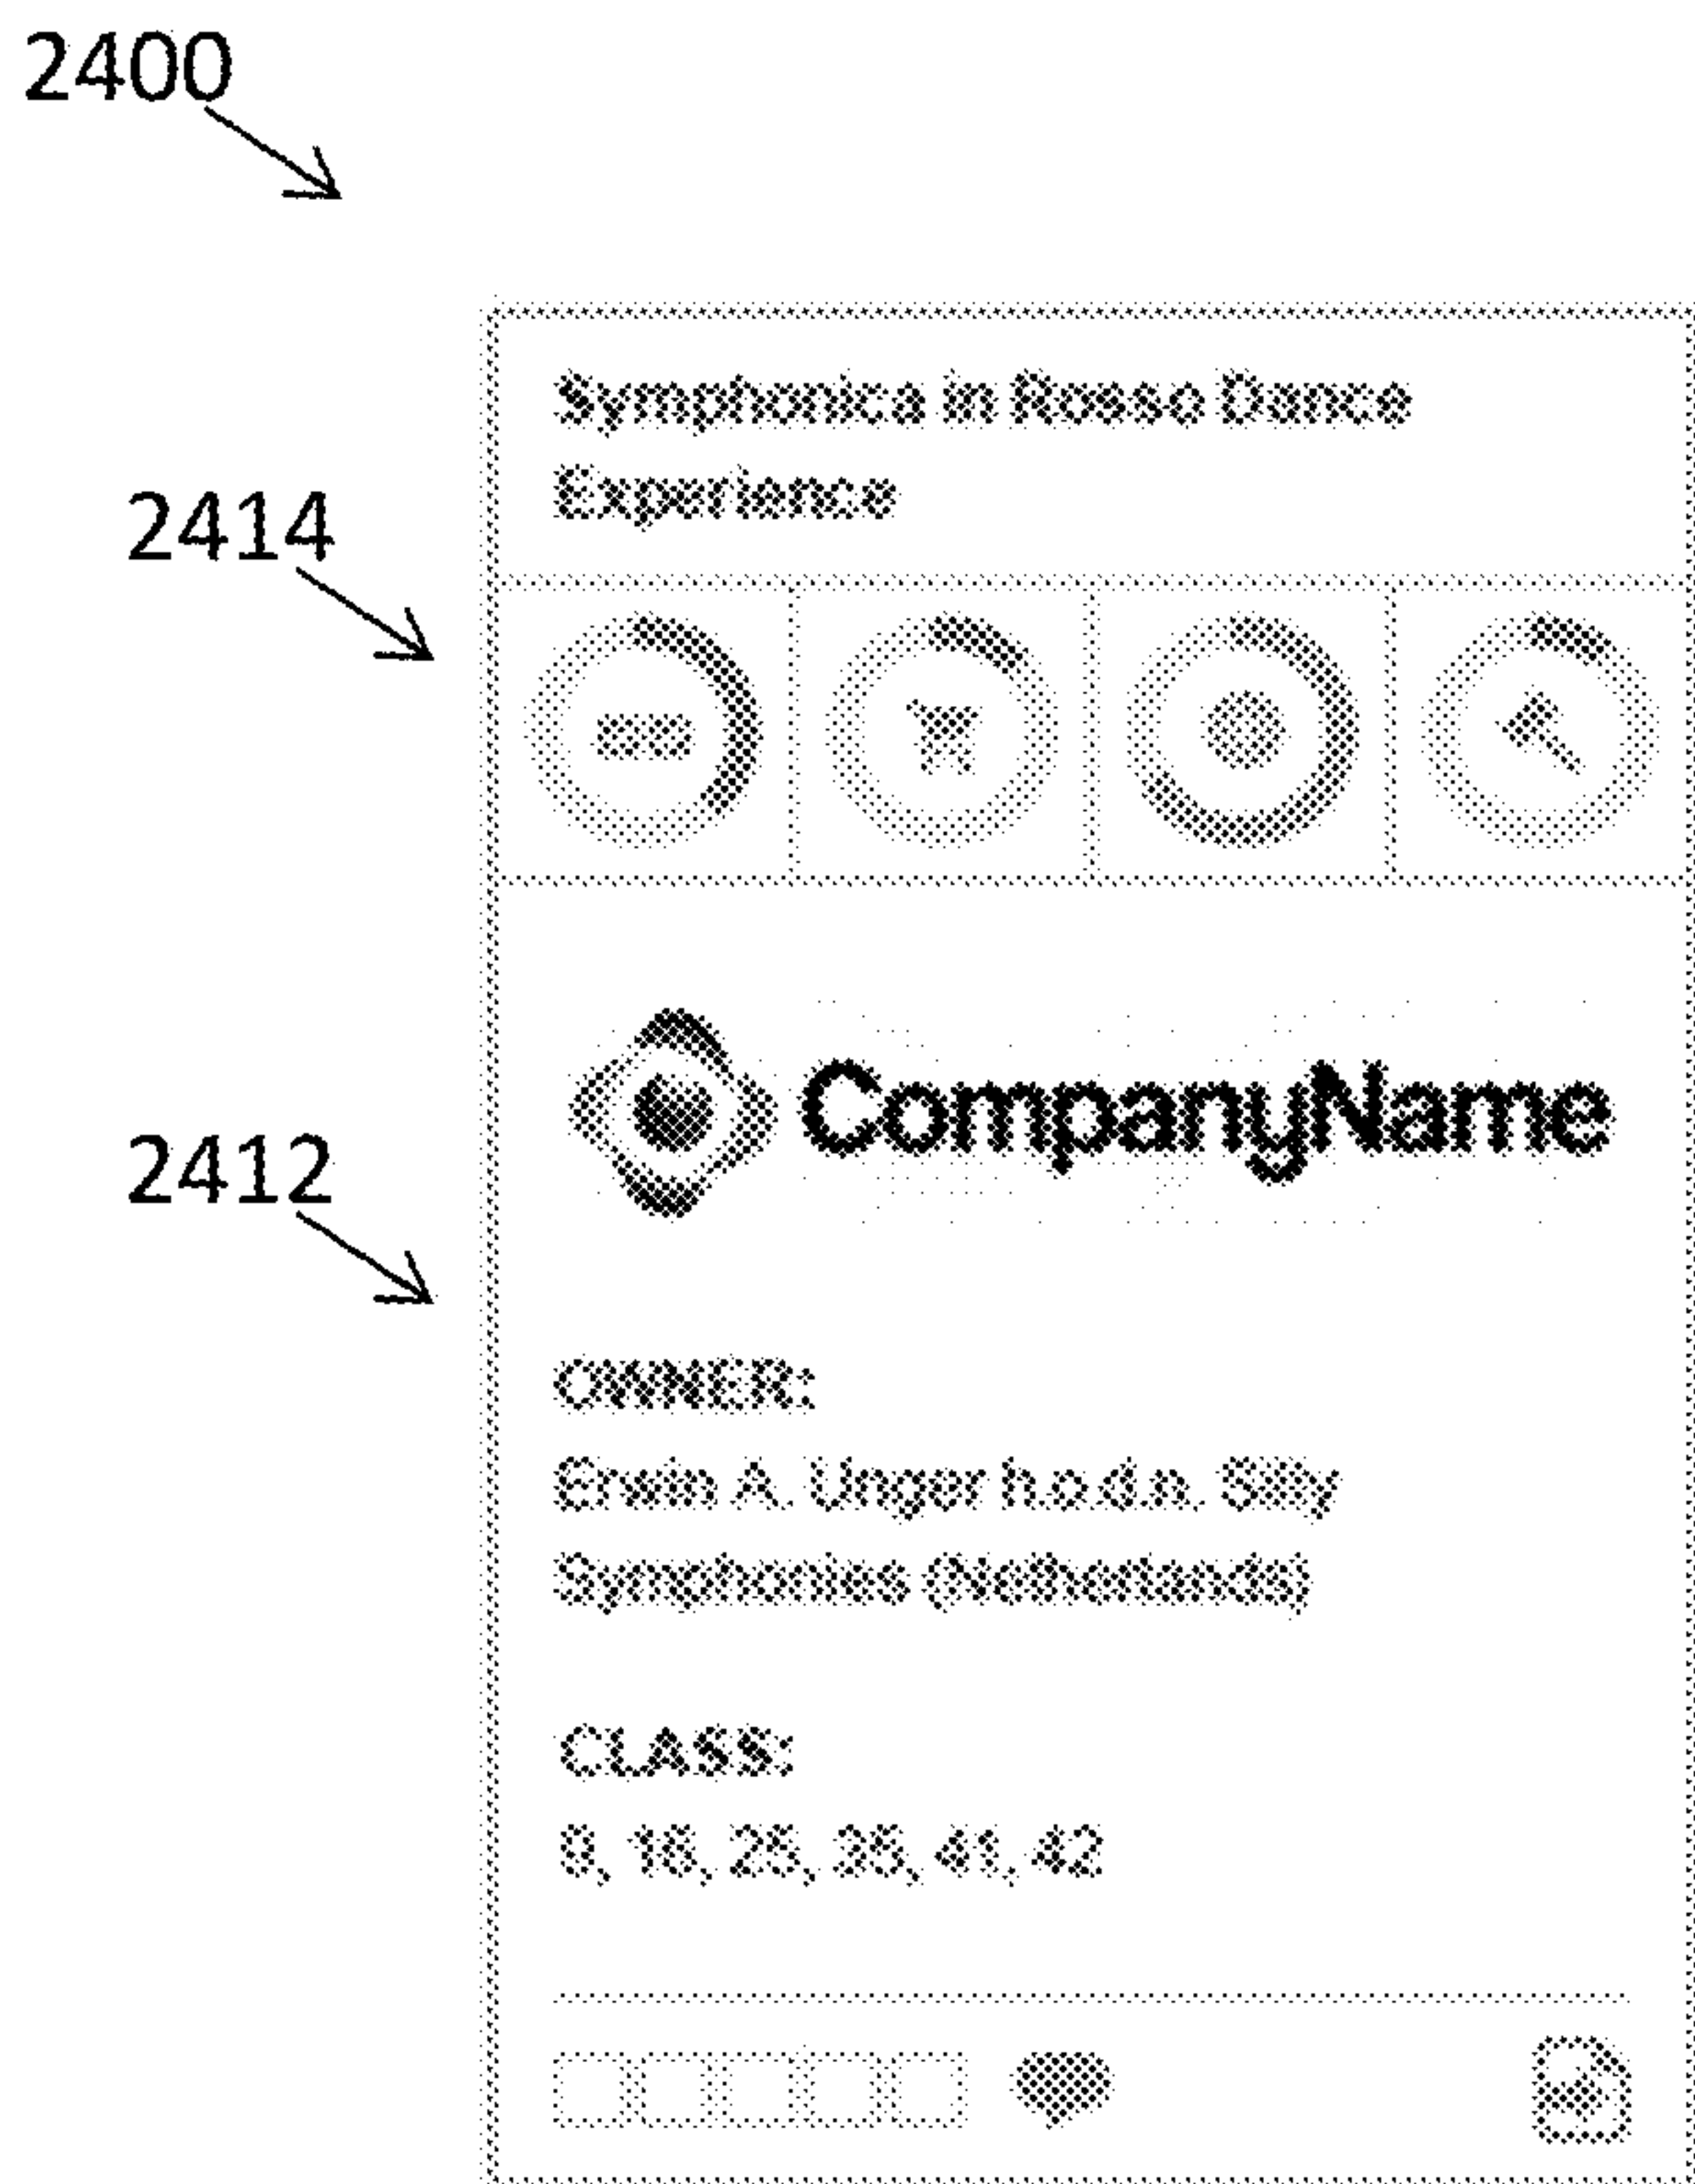 2400
Symphonica in Rosso Dance
Experience
2414
CompanyName
2412
OWNER:
Erwin A. Unger h.o.d.n. Silly
Symphonies (Netherlands)
CLASS:
9, 16, 25, 35, 41, 42